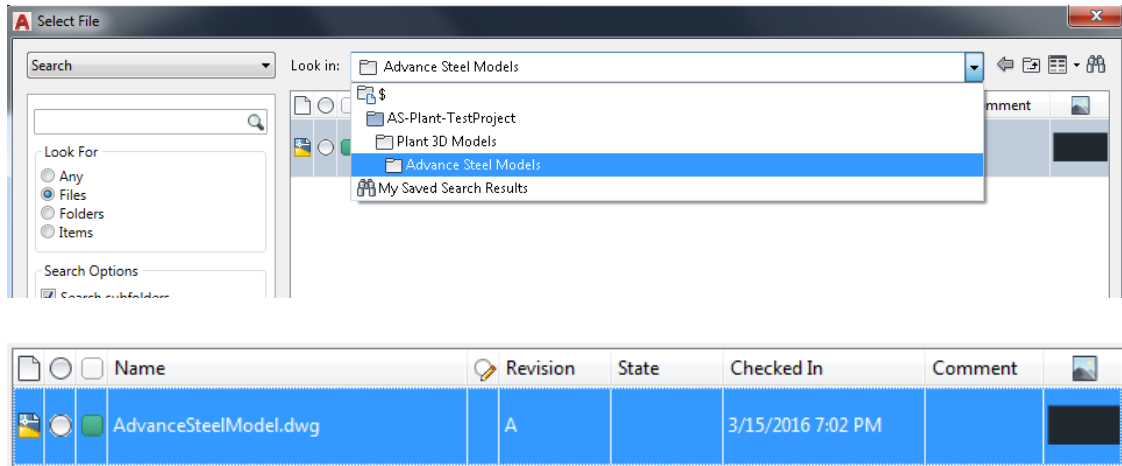 Select File
Search
Look in: Advance Steel Models
$
AS-Plant-TestProject
Plant 3D Models
Advance Steel Models
My Saved Search Results
mment
Look For
Any
Files
Folders
Items
Search Options
Search subfolders
Name Revision State Checked In Comment
AdvanceSteelModel.dwg A 3/15/2016 7:02 PM